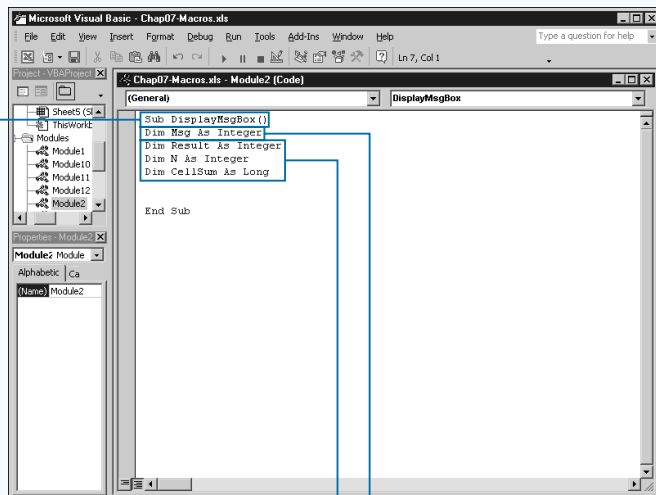 Microsoft Visual Basic - Chap07-Macros.xls
File Edit View Insert Format Debug Run Tools Add-Ins Window Help
Type a question for help
Ln 7, Col 1
Project - VBAProject
Sheet5 (S
ThisWork
Modules
Module1
Module10
Module11
Module12
Module2
Properties - Module2
Module2 Module
Alphabetic Ca
(Name) Module2
Chap07-Macros.xls - Module2 (Code)
(General) DisplayMsgBox
Sub DisplayMsgBox()
Dim Msg As Integer
Dim Result As Integer
Dim N As Integer
Dim CellSum As Long
End Sub